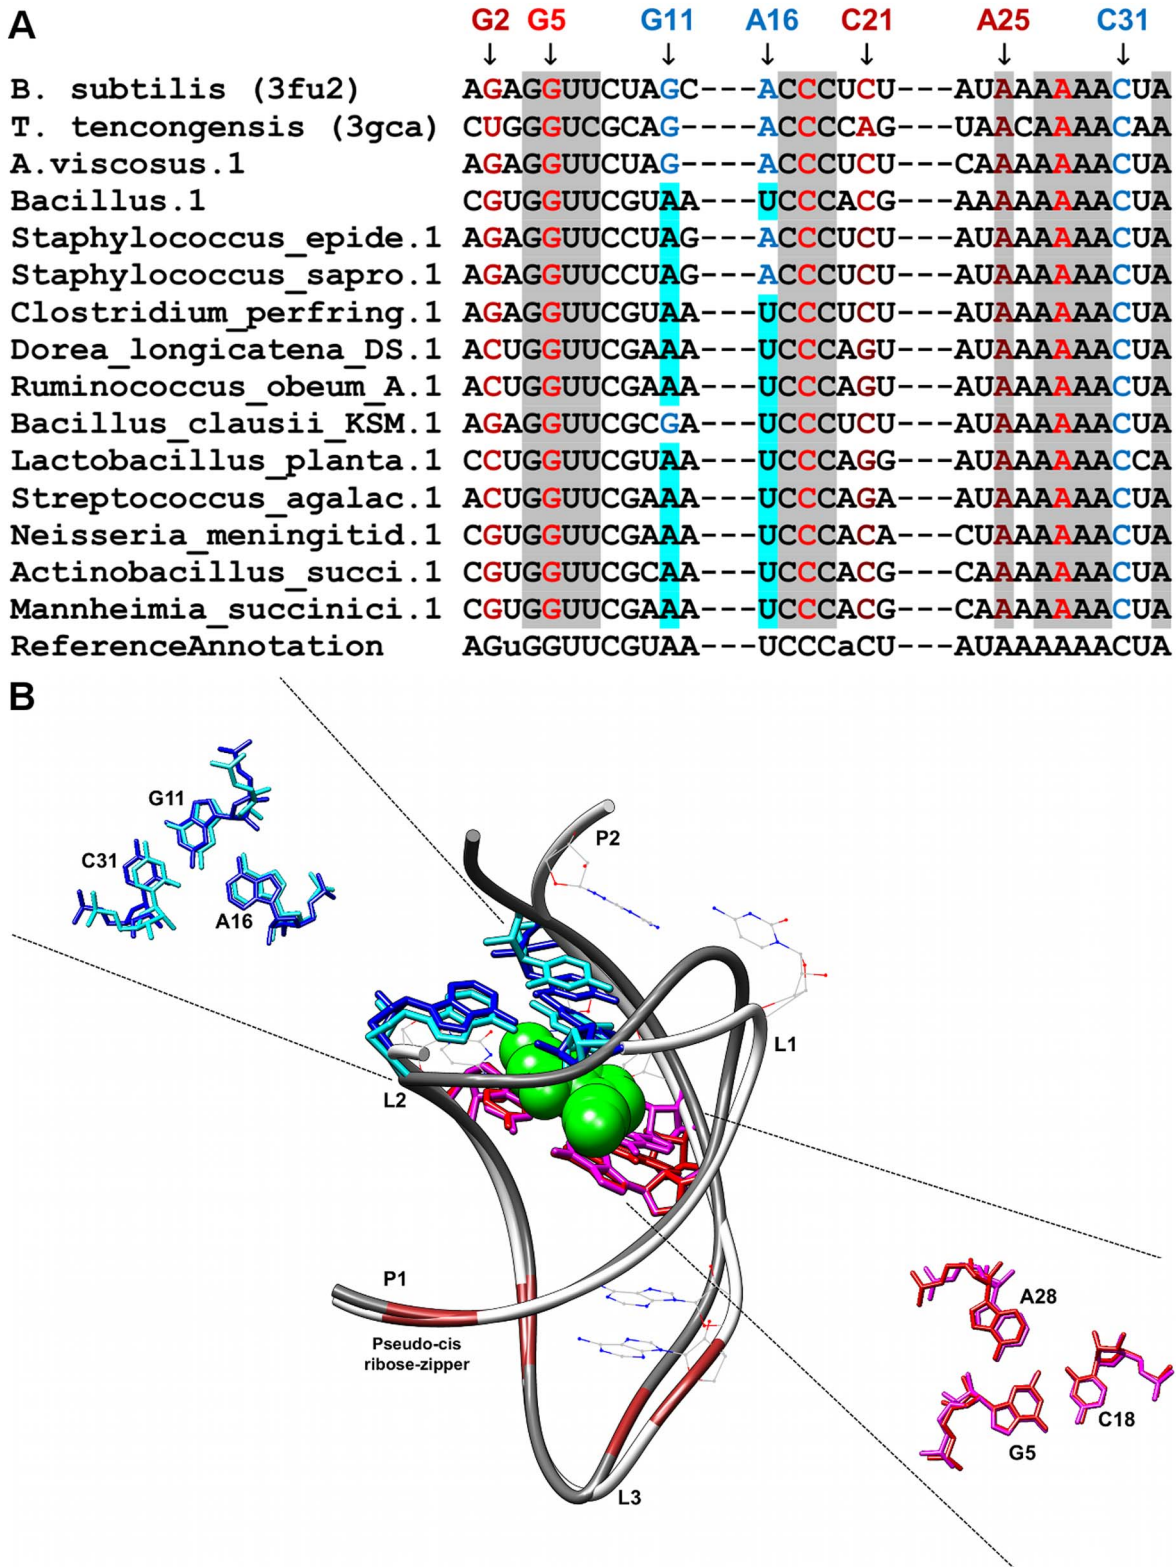 A
G2 G5 G11 A16 C21 A25 C31
↓ ↓ ↓ ↓ ↓ ↓ ↓
B. subtilis (3fu2) AGAGGUUCUAGC---ACCCUCU---AUAAAAAACUA
T. tencongensis (3gca) CUGGGUCGCAG----ACCCCAG---UAACAAAACAA
A.viscosus.1 AGAGGUUCUAG----ACCCUCU---CAAAAAAACUA
Bacillus.1 CGUGGUUCGUAA---UCCCACG---AAAAAAAACUA
Staphylococcus_epide.1 AGAGGUUCCUAG---ACCCUCU---AUAAAAAACUA
Staphylococcus_sapro.1 AGAGGUUCCUAG---ACCCUCU---AUAAAAAACUA
Clostridium_perfring.1 AGAGGUUCGUAA---UCCCUCU---AUAAAAAACUA
Dorea_longicatena_DS.1 ACUGGUUCGAAA---UCCCAGU---AUAAAAAACUA
Ruminococcus_obeum_A.1 ACUGGUUCGAAA---UCCCAGU---AUAAAAAACUA
Bacillus_clausii_KSM.1 AGAGGUUCGCGA---UCCCUCU---AUAAAAAACUA
Lactobacillus_planta.1 CCUGGUUCGUAA---UCCCAGG---AUAAAAAACCA
Streptococcus_agalac.1 ACUGGUUCGAAA---UCCCAGA---AUAAAAAACUA
Neisseria_meningitid.1 CGUGGUUCGAAA---UCCCACA---CUAAAAAACUA
Actinobacillus_succi.1 CGUGGUUCGCAA---UCCCACG---CAAAAAAACUA
Mannheimia_succinici.1 CGUGGUUCGAAA---UCCCACG---CAAAAAAACUA
ReferenceAnnotation AGuGGUUCGUAA---UCCCaCU---AUAAAAAACUA
B
G11
C31
A16
P2
L1
L2
P1
Pseudo-cis
ribose-zipper
A28
C18
G5
L3